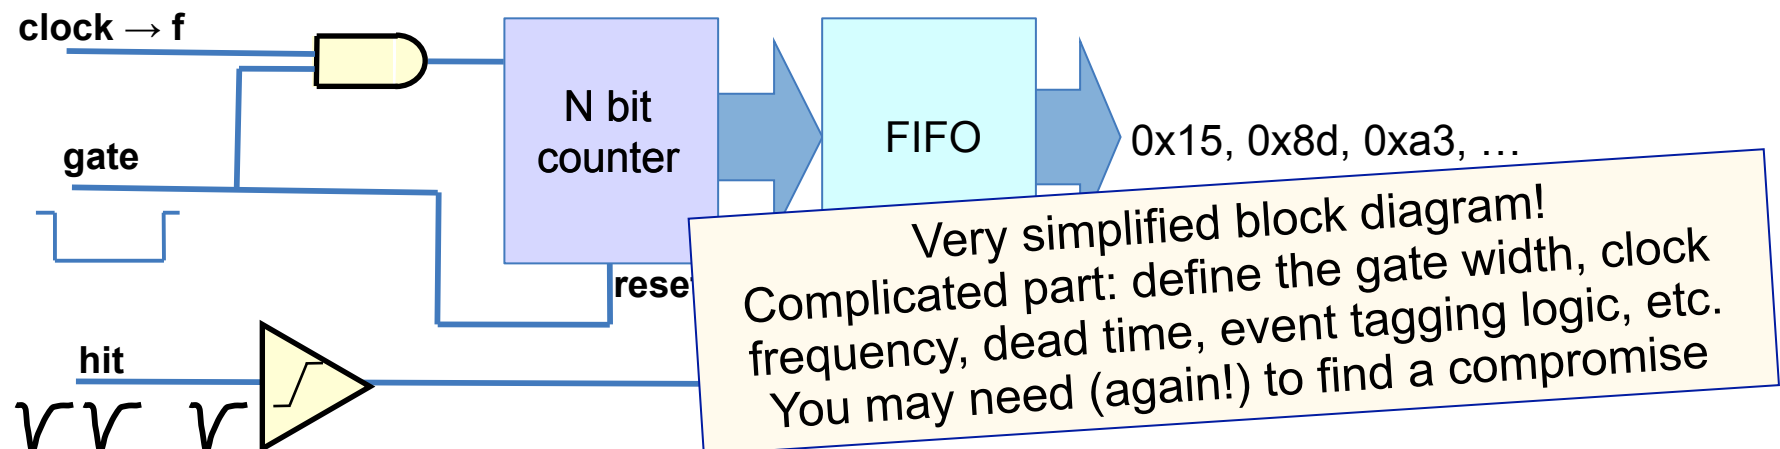 clock → f
N bit
counter
FIFO
0x15, 0x8d, 0xa3, …
gate
Very simplified block diagram!
Complicated part: define the gate width, clock
frequency, dead time, event tagging logic, etc.
You may need (again!) to find a compromise
hit